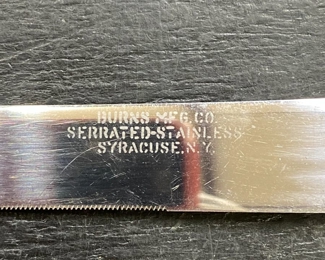 BURNS MFG.CO.
SERRATED-STAINLESS
SYRACUSE.N.Y.